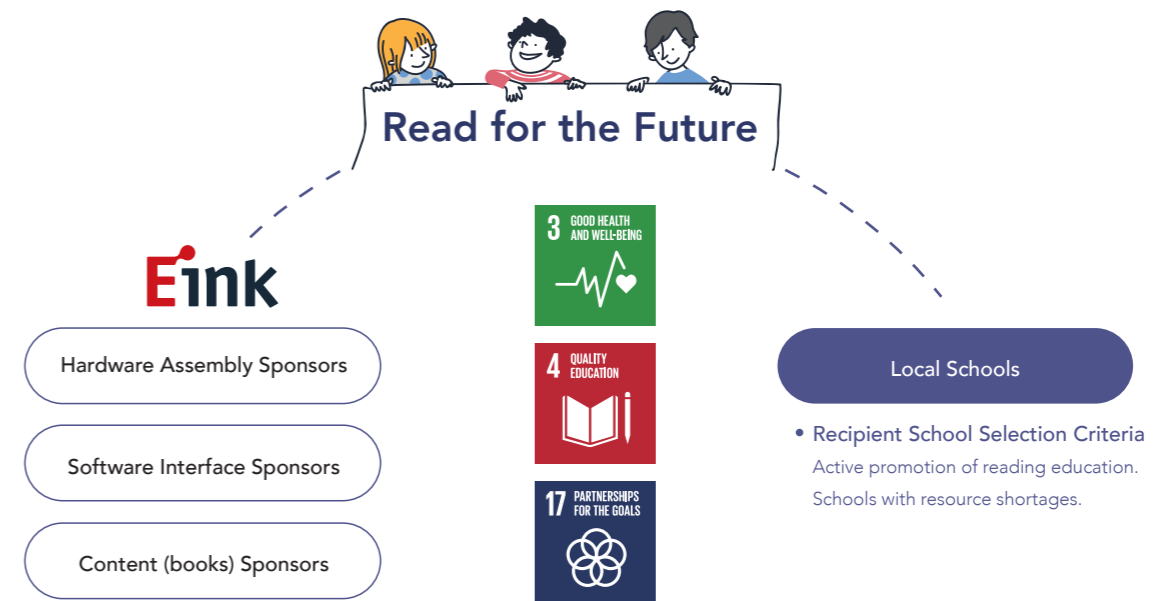 Read for the Future
Eink
Hardware Assembly Sponsors
Software Interface Sponsors
Content (books) Sponsors
3 GOOD HEALTH
AND WELL-BEING
4 QUALITY
EDUCATION
17 PARTNERSHIPS
FOR THE GOALS
Local Schools
• Recipient School Selection Criteria
Active promotion of reading education.
Schools with resource shortages.